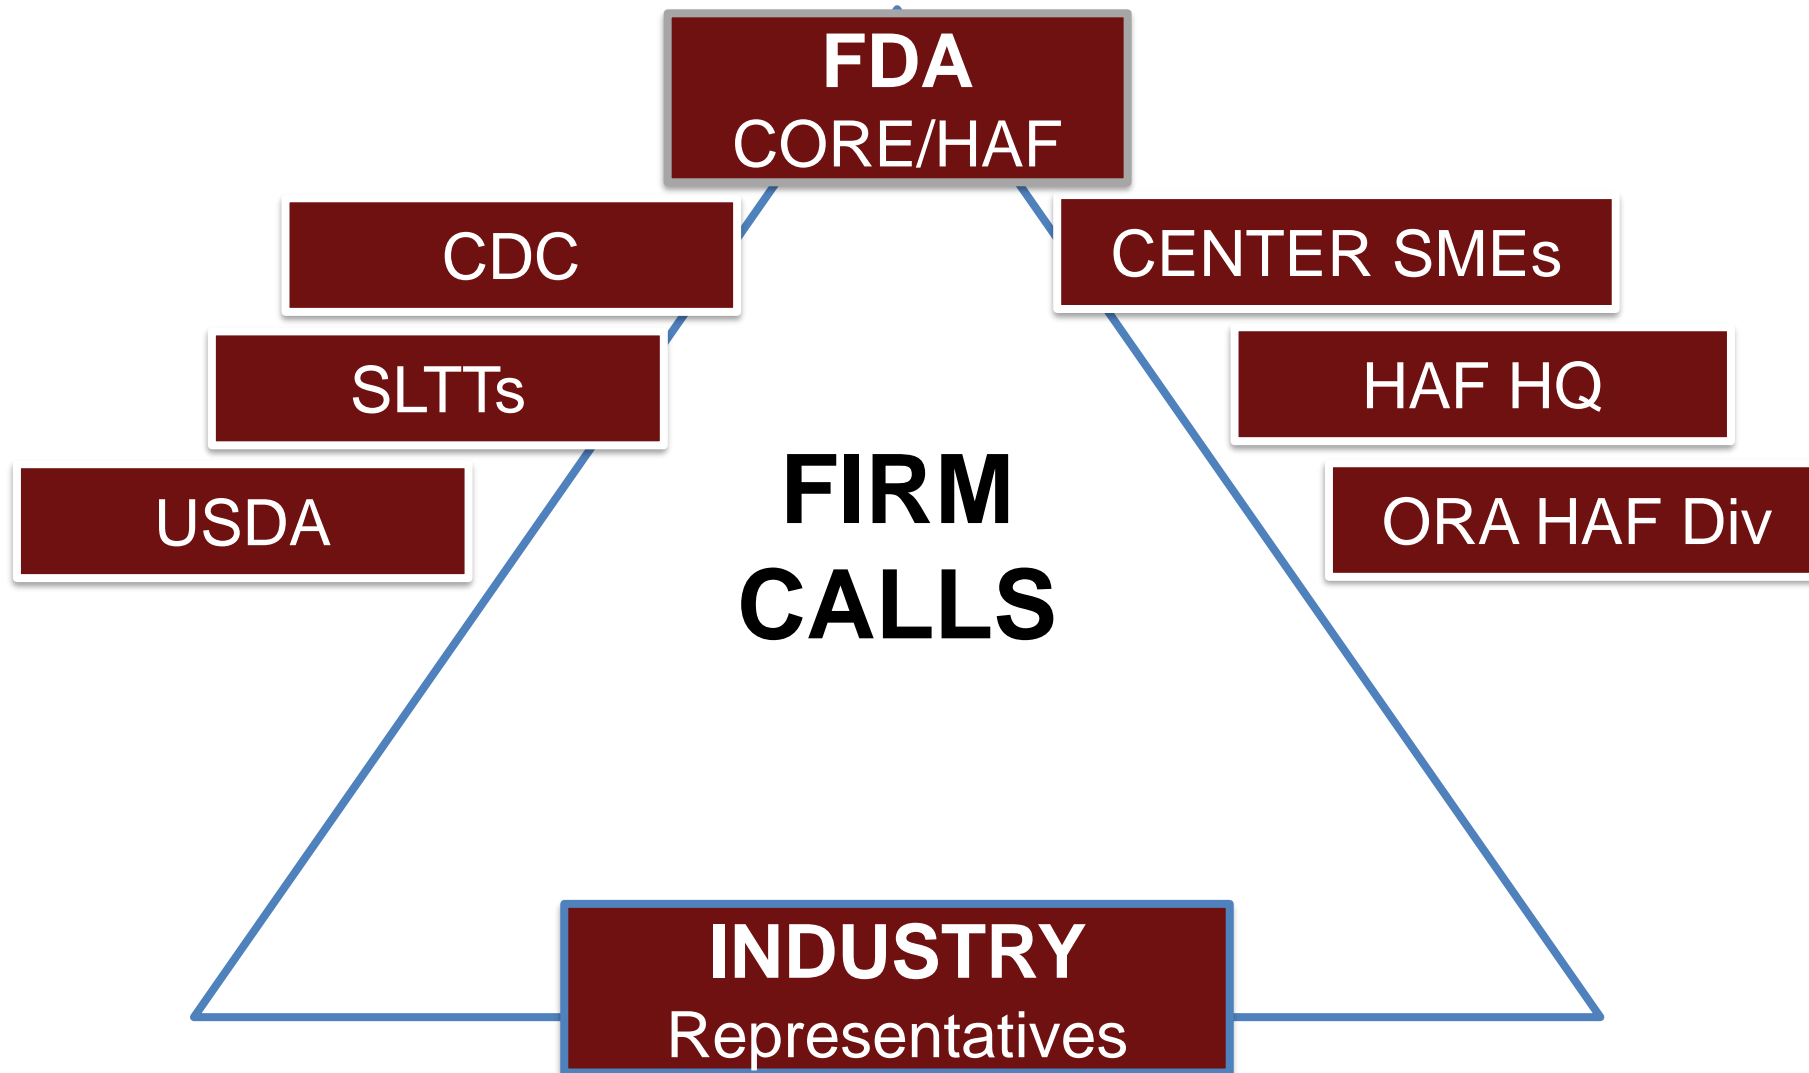 FDA
CORE/HAF
CDC
CENTER SMEs
SLTTs
HAF HQ
USDA
ORA HAF Div
FIRM
CALLS
INDUSTRY
Representatives